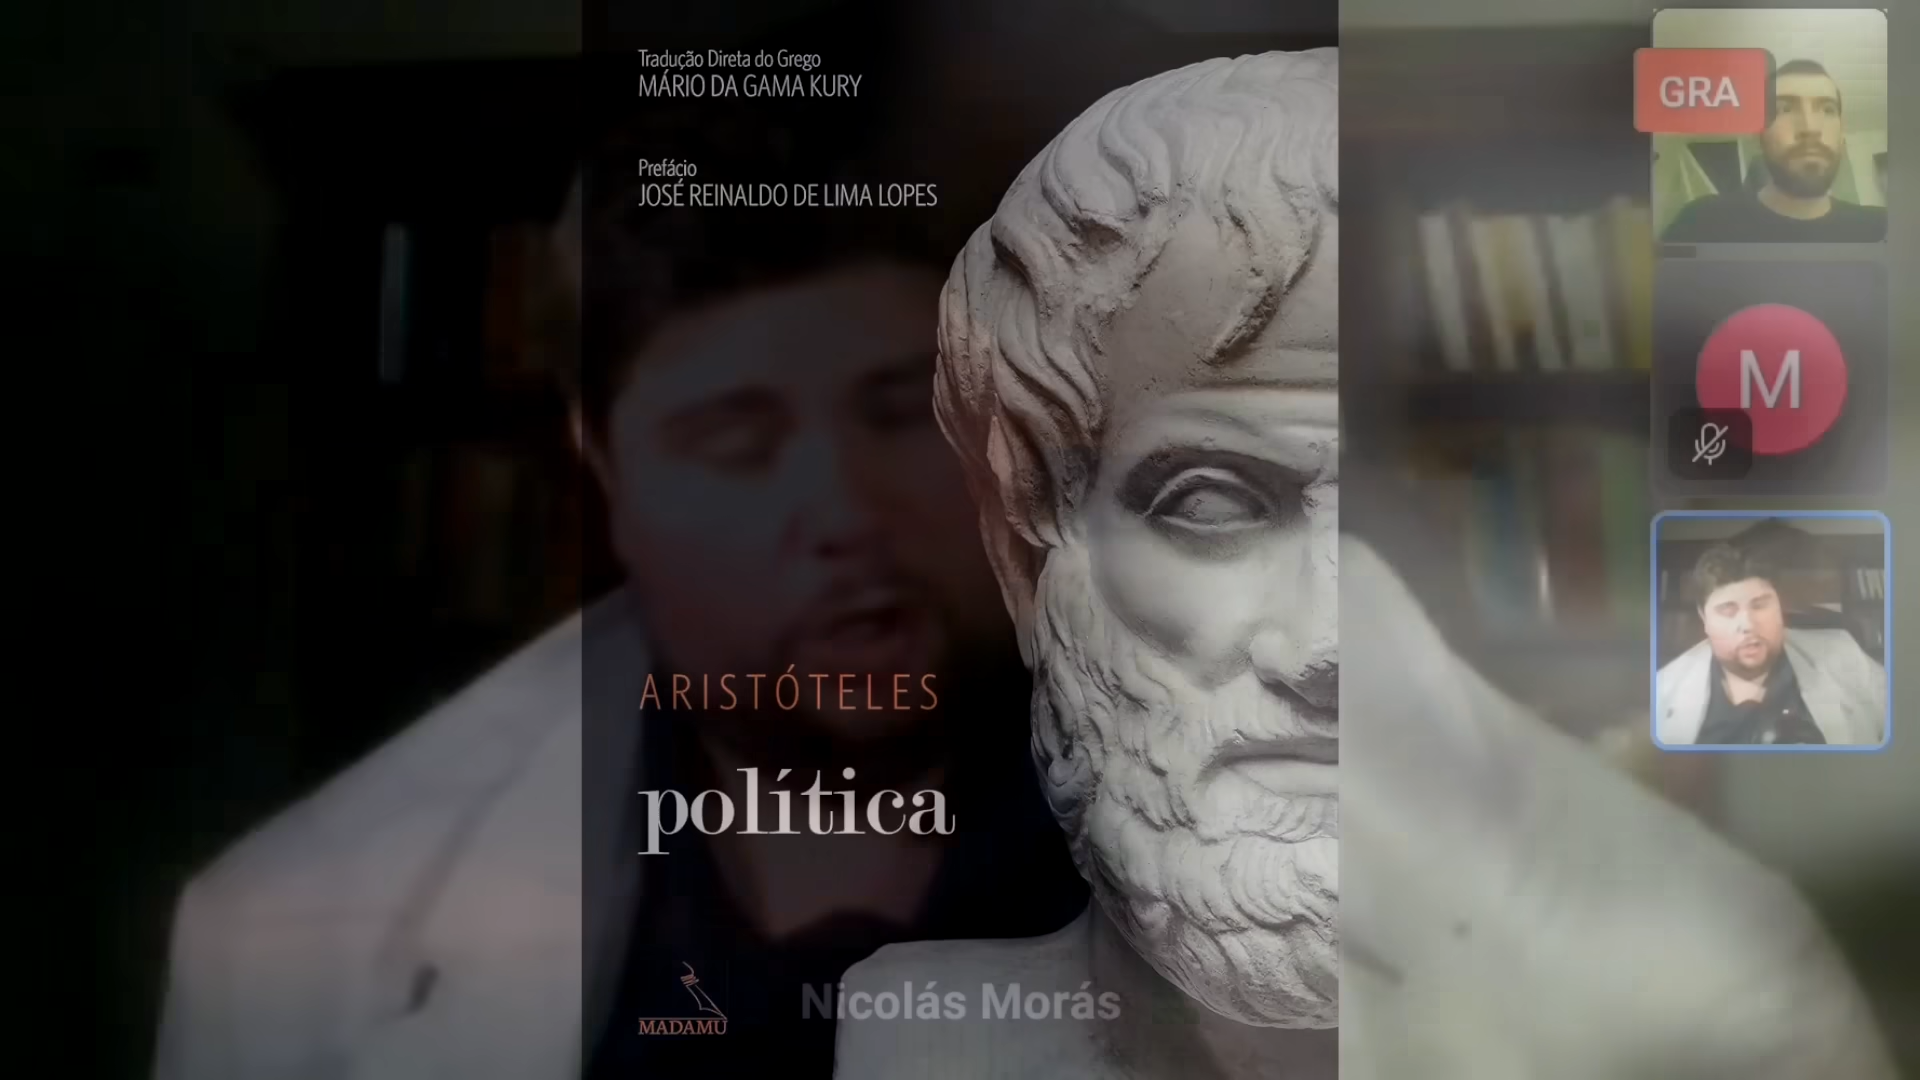 Tradução Direta do Grego
MÁRIO DA GAMA KURY
Prefácio
JOSÉ REINALDO DE LIMA LOPES
ARISTÓTELES
política
MADAMU
Nicolás Morás
GRA
M